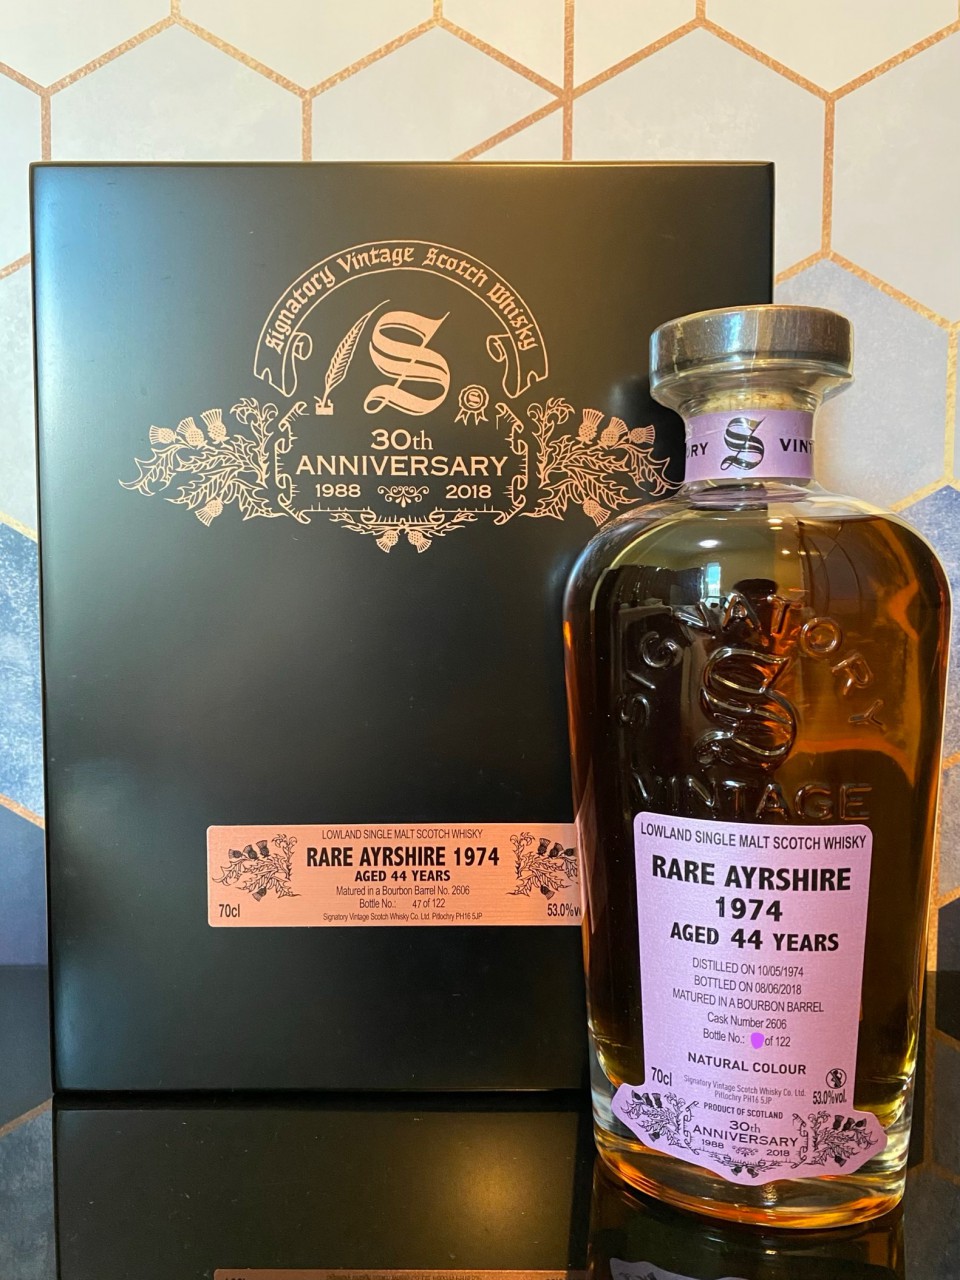 Signatory Vintage Scotch Whisky
S
30th
ANNIVERSARY
1988 2018
LOWLAND SINGLE MALT SCOTCH WHISKY
RARE AYRSHIRE 1974
AGED 44 YEARS
Matured in a Bourbon Barrel No. 2606
Bottle No.: 47 of 122
70cl
Signatory Vintage Scotch Whisky Co. Ltd. Pitlochry PH16 5JP
53.0%v
ORY S VINT
SIGNATORY
S
VINTAGE
LOWLAND SINGLE MALT SCOTCH WHISKY
RARE AYRSHIRE
1974
AGED 44 YEARS
DISTILLED ON 10/05/1974
BOTTLED ON 08/06/2018
MATURED IN A BOURBON BARREL
Cask Number 2606
Bottle No.: of 122
NATURAL COLOUR
70cl
Signatory Vintage Scotch Whisky Co. Ltd.
Pitlochry PH16 5JP
53.0%vol.
PRODUCT OF SCOTLAND
30th
ANNIVERSARY
1988 2018